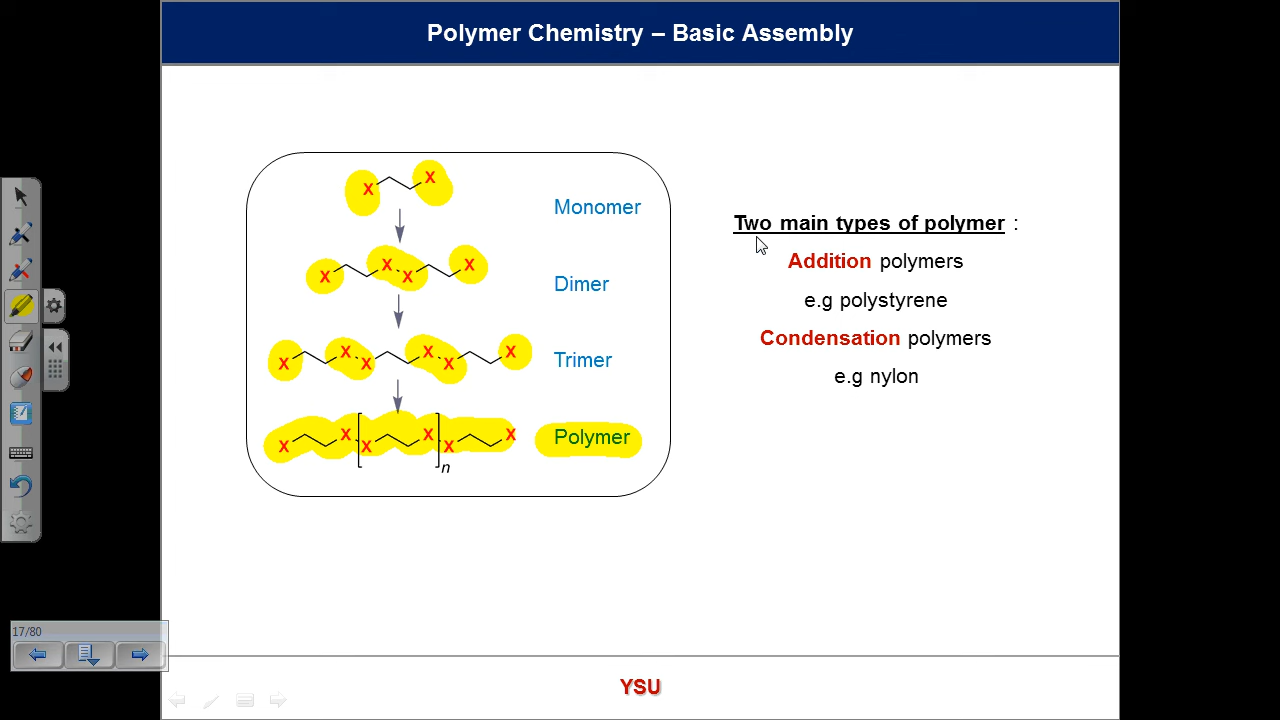 Polymer Chemistry – Basic Assembly
X X
Monomer
X X X X
Dimer
X X X X X X
Trimer
X X X X X X
n
Polymer
Two main types of polymer :
Addition polymers
e.g polystyrene
Condensation polymers
e.g nylon
17/80
YSU